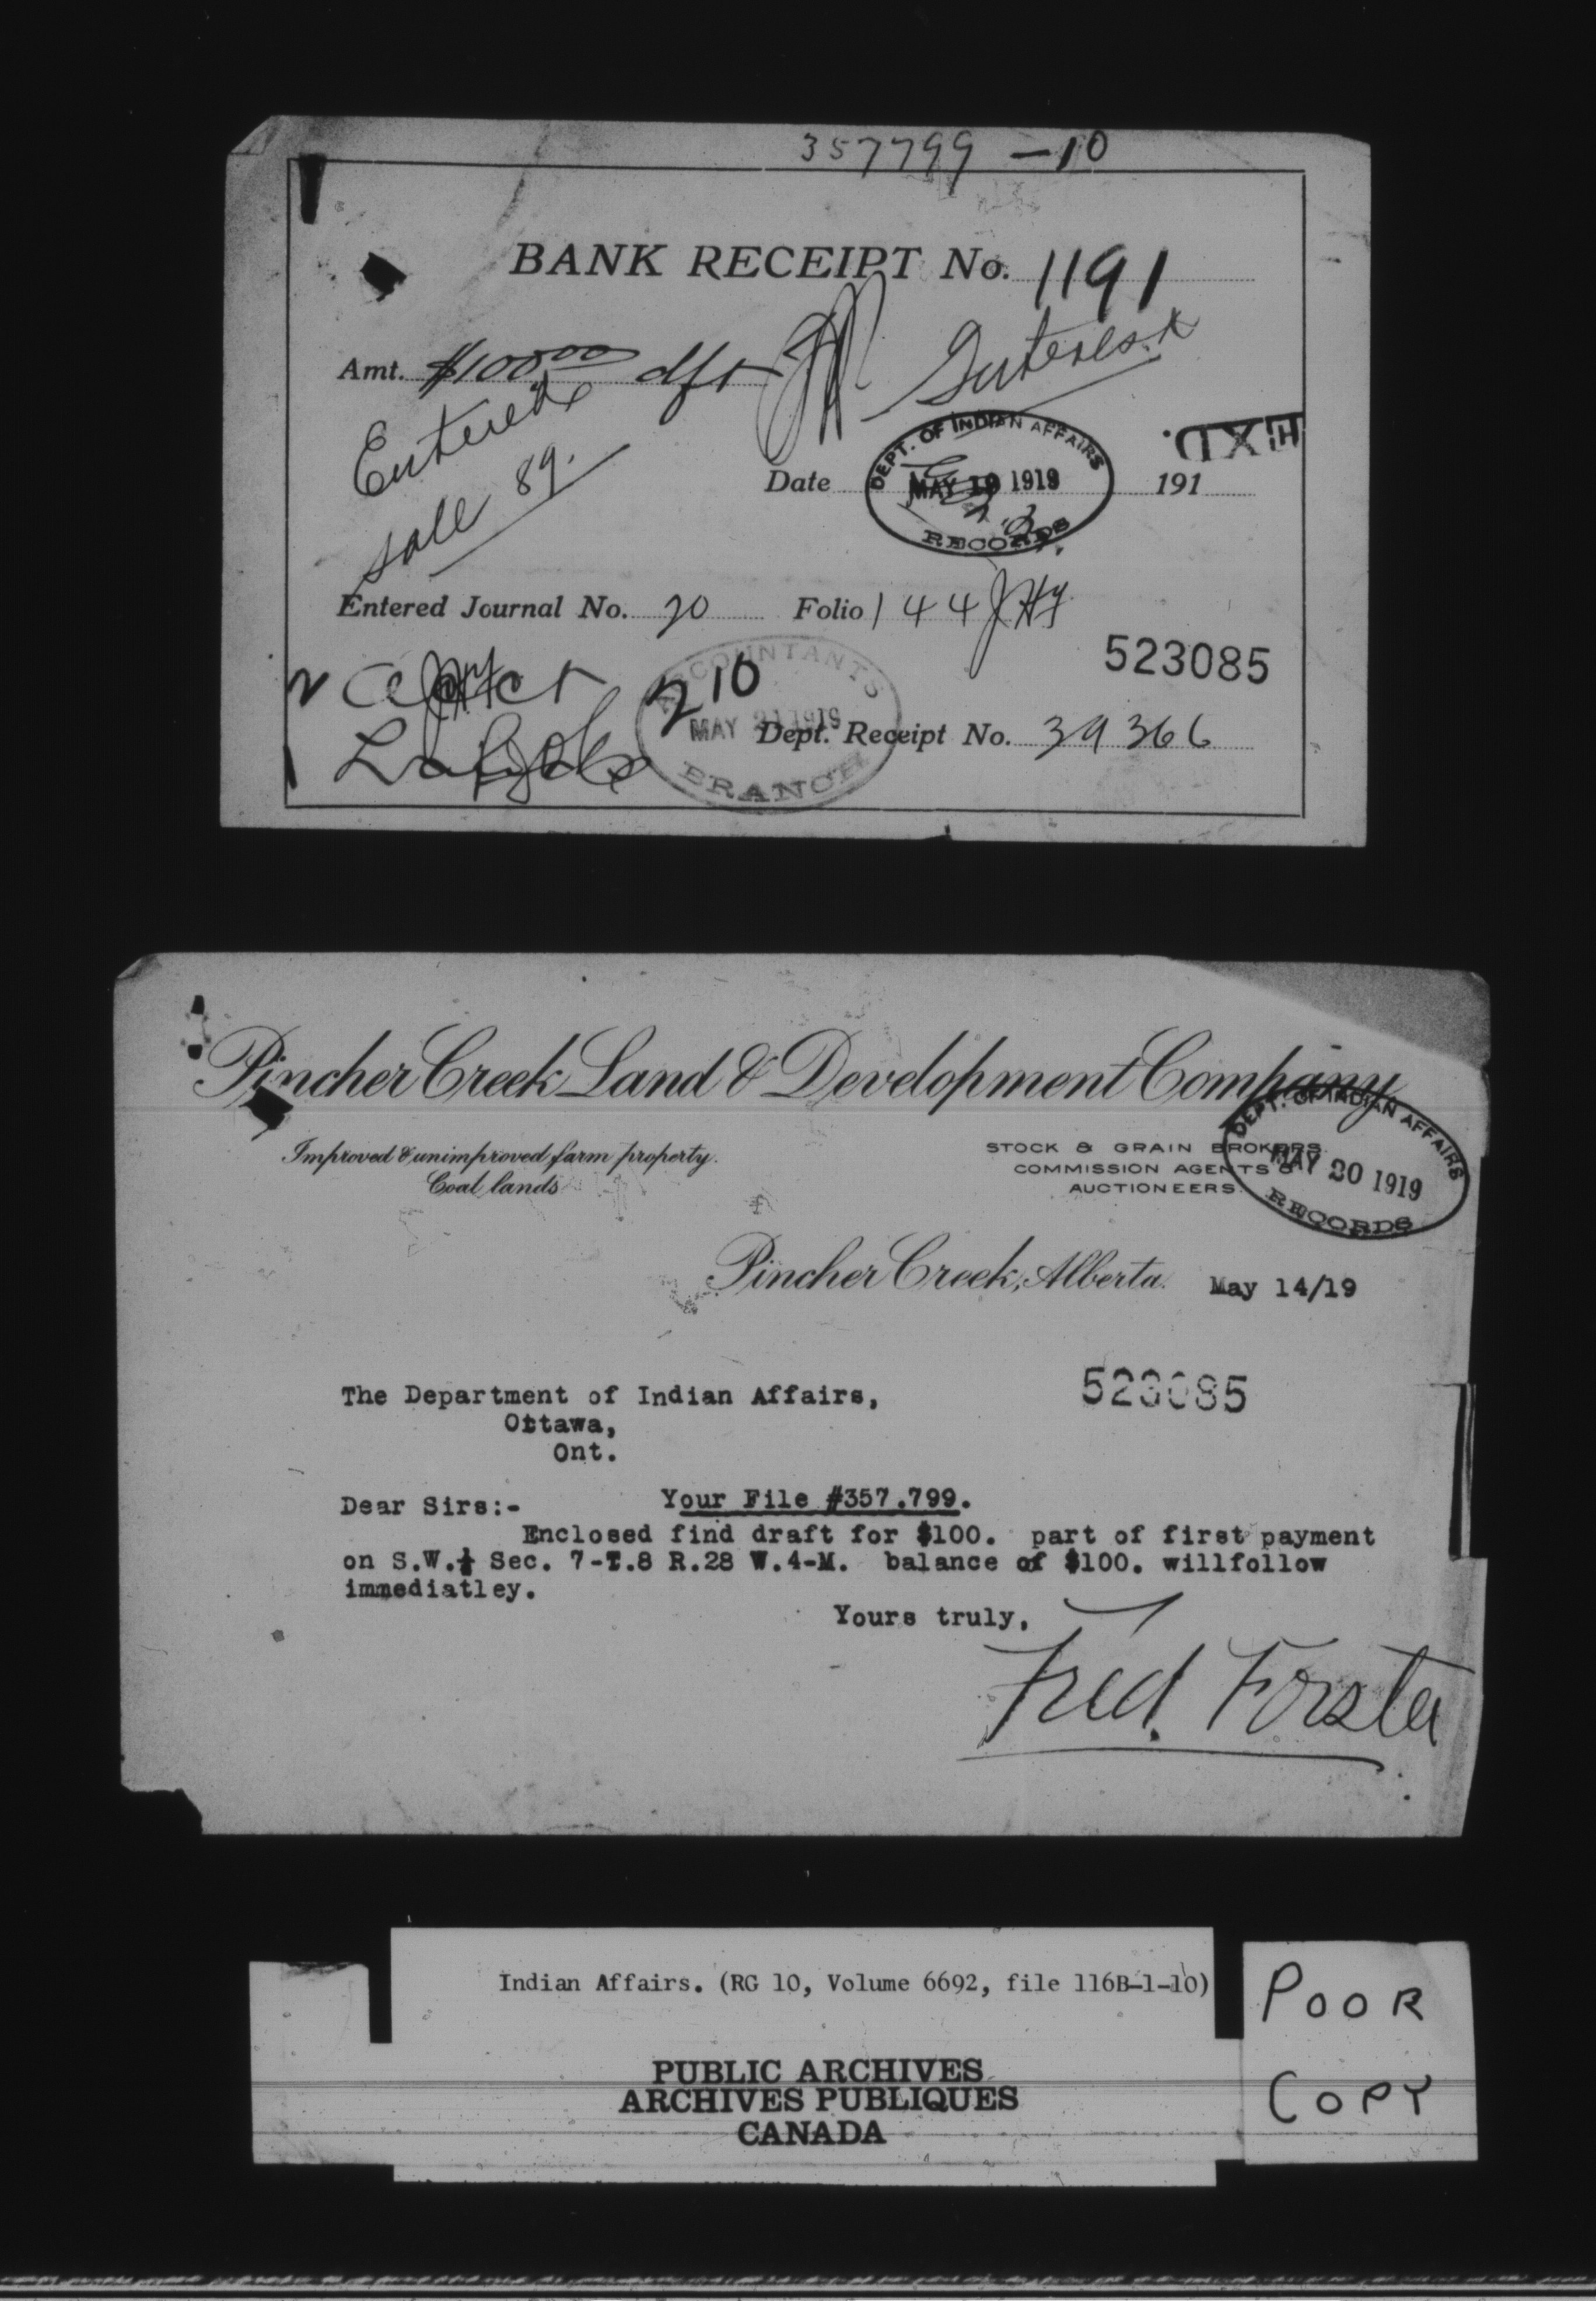 357799 - 10
BANK RECEIPT No. 1191
Amt. $100.00 dft
Interest
Entered
sale 89.
DEPT. OF INDIAN AFFAIRS
MAY 19 1919
RECORDS
Date 191
EXD.
Entered Journal No. 20 Folio 144
523085
ACCOUNTANTS
210
MAY 21 1919
BRANCH
Dept. Receipt No. 39366
Pincher Creek Land & Development Company
Improved & unimproved farm property.
Coal lands
STOCK & GRAIN BROKERS
COMMISSION AGENTS &
AUCTIONEERS.
DEPT. OF INDIAN AFFAIRS
MAY 20 1919
RECORDS
Pincher Creek, Alberta. May 14/19
523085
The Department of Indian Affairs,
Ottawa,
Ont.
Dear Sirs:- Your File #357.799.
Enclosed find draft for $100. part of first payment
on S.W.¼ Sec. 7-T.8 R.28 W.4-M. balance of $100. willfollow
immediatley.
Yours truly,
Fred. Forster
Indian Affairs. (RG 10, Volume 6692, file 116B-1-10)
PUBLIC ARCHIVES
ARCHIVES PUBLIQUES
CANADA
POOR
COPY